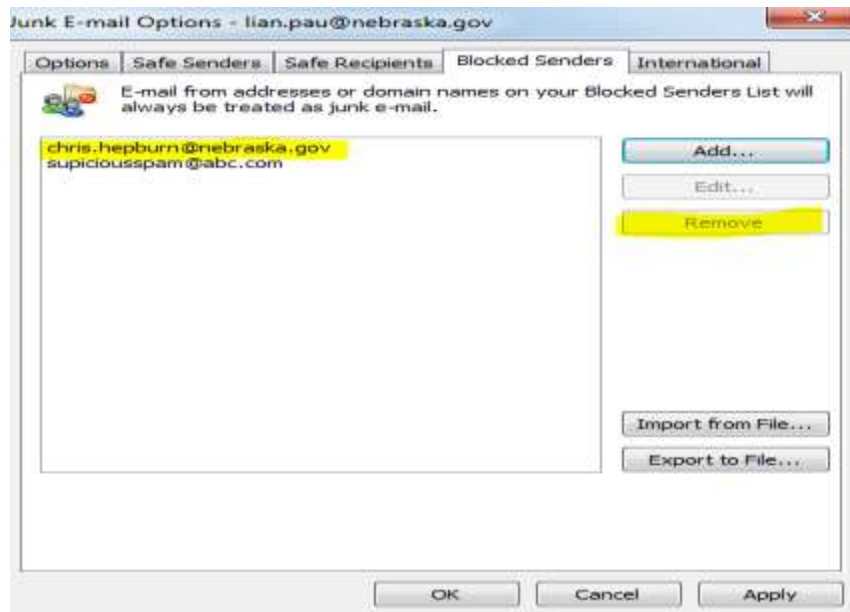 Junk E-mail Options - lian.pau@nebraska.gov
Options Safe Senders Safe Recipients Blocked Senders International
E-mail from addresses or domain names on your Blocked Senders List will
always be treated as junk e-mail.
chris.hepburn@nebraska.gov
supiciousspam@abc.com
Add...
Edit...
Remove
Import from File...
Export to File...
OK Cancel Apply